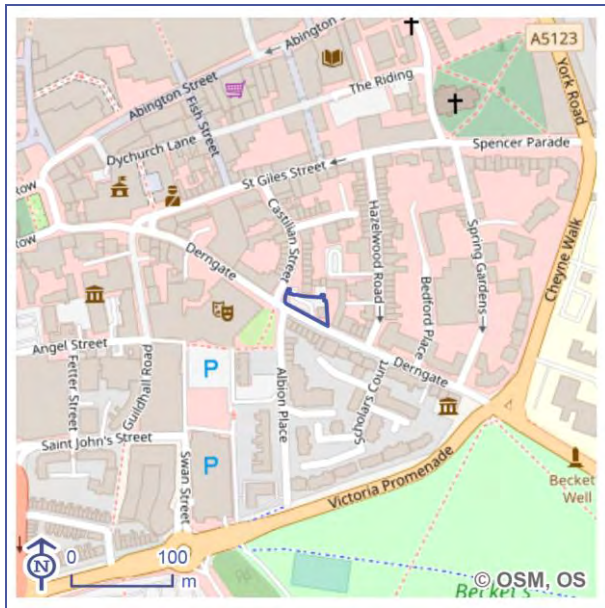 A5123
Abington
Abington Street
Fish Street
The Riding
York Road
Dychurch Lane
Spencer Parade
St Giles Street
Castilian Street
Hazelwood Road
Spring Gardens
Cheyne Walk
Derngate
Bedford Place
Angel Street
Fetter Street
Guildhall Road
P
Albion Place
Derngate
Scholars Court
Saint John's Street
Swan Street
P
Victoria Promenade
Becket
Well
N
0 100
m
© OSM, OS
Becket's